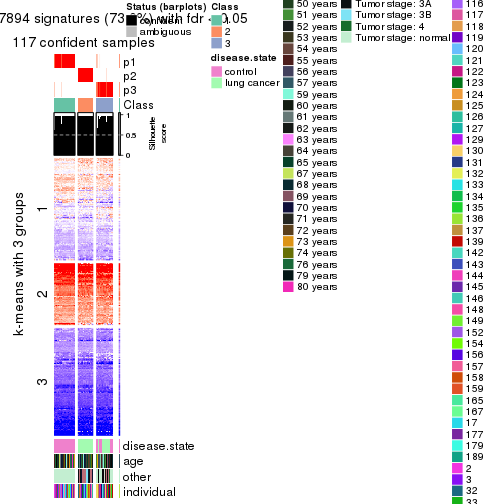 7894 signatures
with fdr < 0.05
117 confident samples
p1
p2
p3
Class
1
0.5
0
Silhouette
score
k-means with 3 groups
1
2
3
disease.state
age
other
individual
Status (barplots)
confident
ambiguous
Class
1
2
3
disease.state
control
lung cancer
50 years
51 years
52 years
53 years
54 years
55 years
56 years
57 years
59 years
60 years
61 years
62 years
63 years
64 years
65 years
67 years
68 years
69 years
70 years
71 years
72 years
73 years
74 years
76 years
79 years
80 years
Tumor stage: 3A
Tumor stage: 3B
Tumor stage: 4
Tumor stage: normal
116
117
118
119
120
121
122
123
124
125
126
127
129
130
131
132
133
134
135
136
137
139
142
143
144
145
146
148
149
152
154
156
157
158
159
165
167
17
177
179
189
2
3
32
33